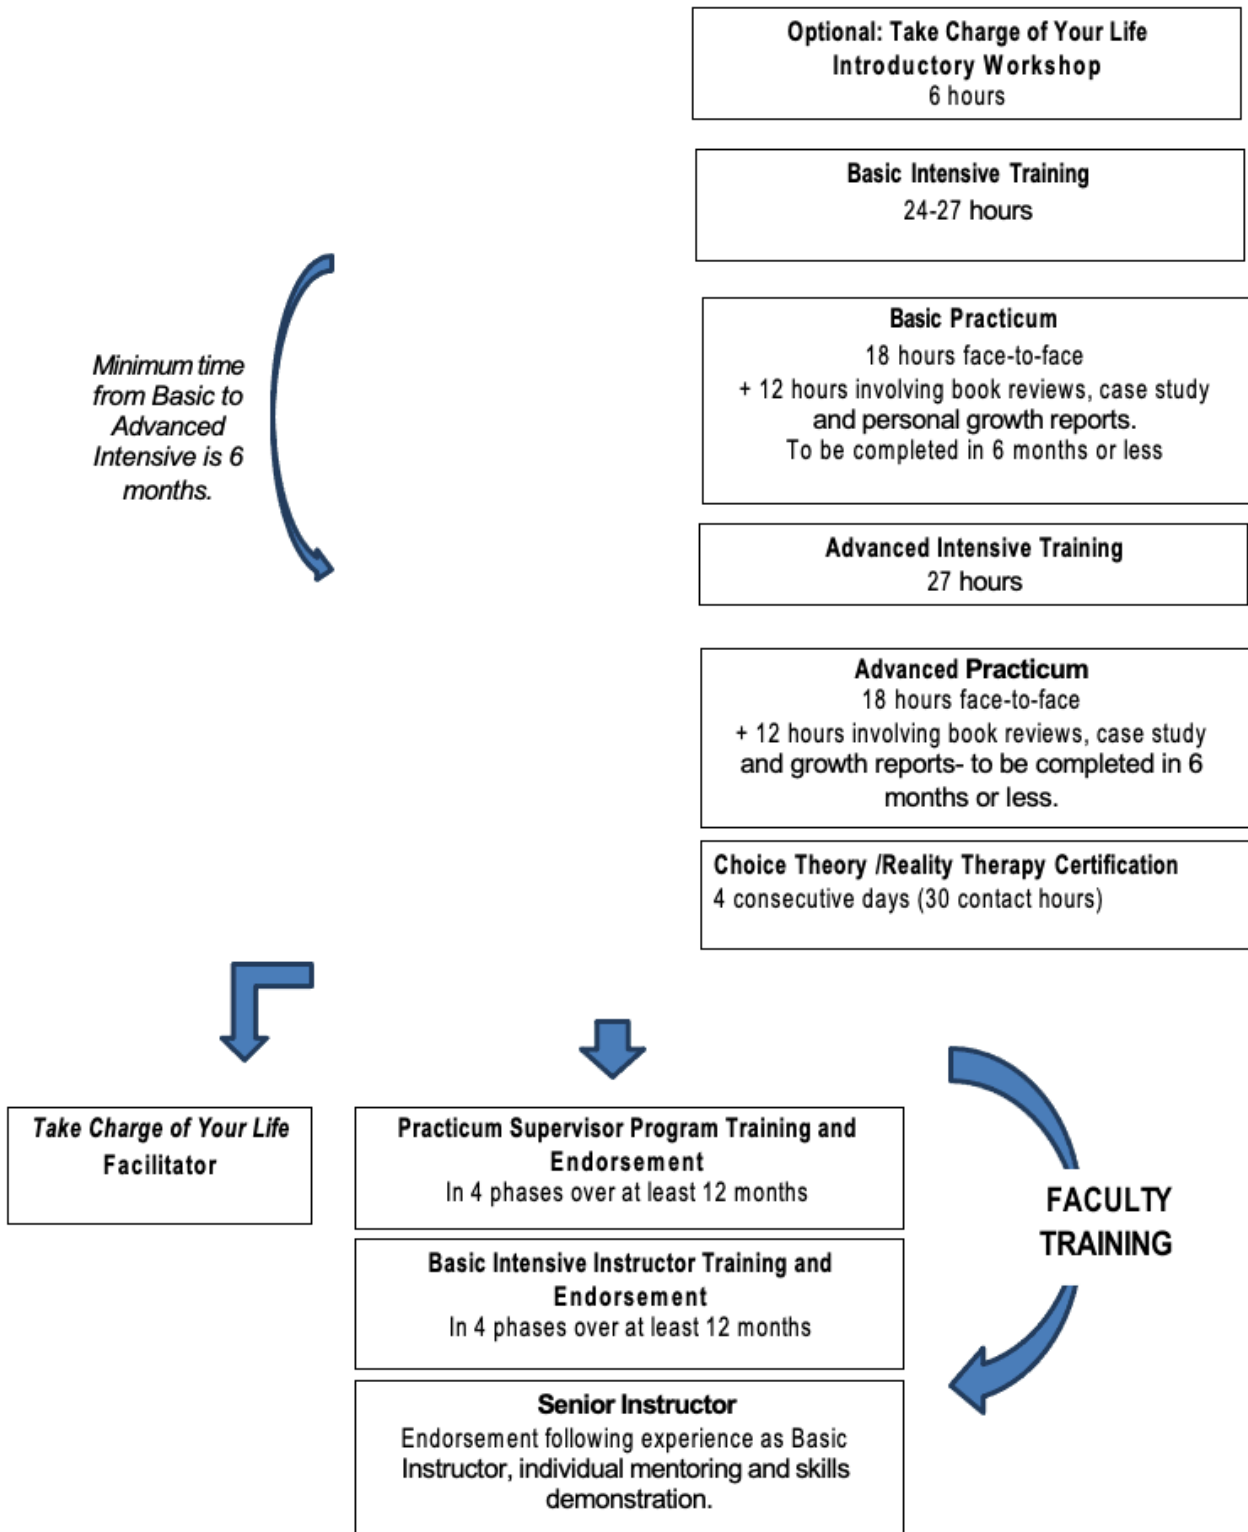 Optional: Take Charge of Your Life
Introductory Workshop
6 hours
Basic Intensive Training
24-27 hours
Minimum time
from Basic to
Advanced
Intensive is 6
months.
Basic Practicum
18 hours face-to-face
+ 12 hours involving book reviews, case study
and personal growth reports.
To be completed in 6 months or less
Advanced Intensive Training
27 hours
Advanced Practicum
18 hours face-to-face
+ 12 hours involving book reviews, case study
and growth reports- to be completed in 6
months or less.
Choice Theory /Reality Therapy Certification
4 consecutive days (30 contact hours)
Take Charge of Your Life
Facilitator
Practicum Supervisor Program Training and
Endorsement
In 4 phases over at least 12 months
Basic Intensive Instructor Training and
Endorsement
In 4 phases over at least 12 months
Senior Instructor
Endorsement following experience as Basic
Instructor, individual mentoring and skills
demonstration.
FACULTY
TRAINING